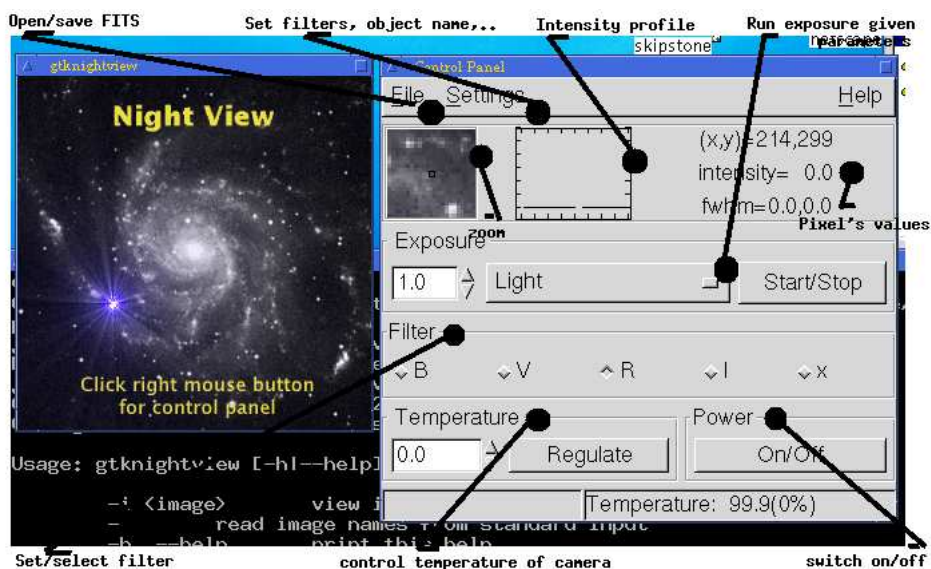 Open/save FITS
Set filters, object name,..
Intensity profile
Run exposure given
parameters
skipstone
gtknightview
Control Panel
File Settings Help
Night View
(x,y)=214,299
intensity= 0.0
fwhm=0.0,0.0
Pixel's values
zoom
Exposure
1.0 Light Start/Stop
Filter
B V R I x
Click right mouse button
for control panel
Temperature
Power
0.0 Regulate On/Off
Usage: gtknightview [-h|--help]
-i <image> view i
Temperature: 99.9(0%)
- read image names from standard input
-h --help print this help
Set/select filter
control temperature of camera
switch on/off